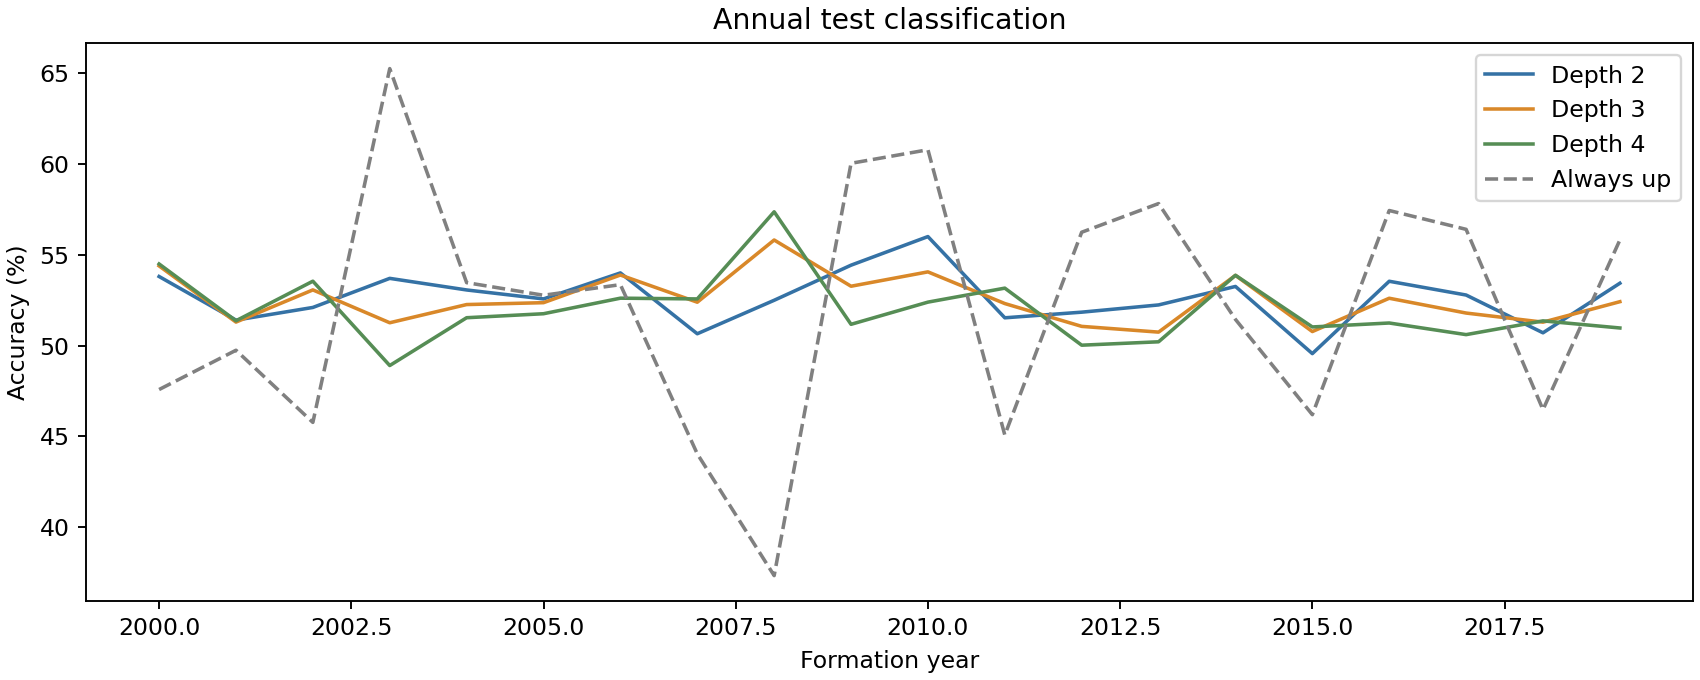 Annual test classification
65
60
55
50
45
40
Accuracy (%)
Depth 2
Depth 3
Depth 4
Always up
2000.0 2002.5 2005.0 2007.5 2010.0 2012.5 2015.0 2017.5
Formation year